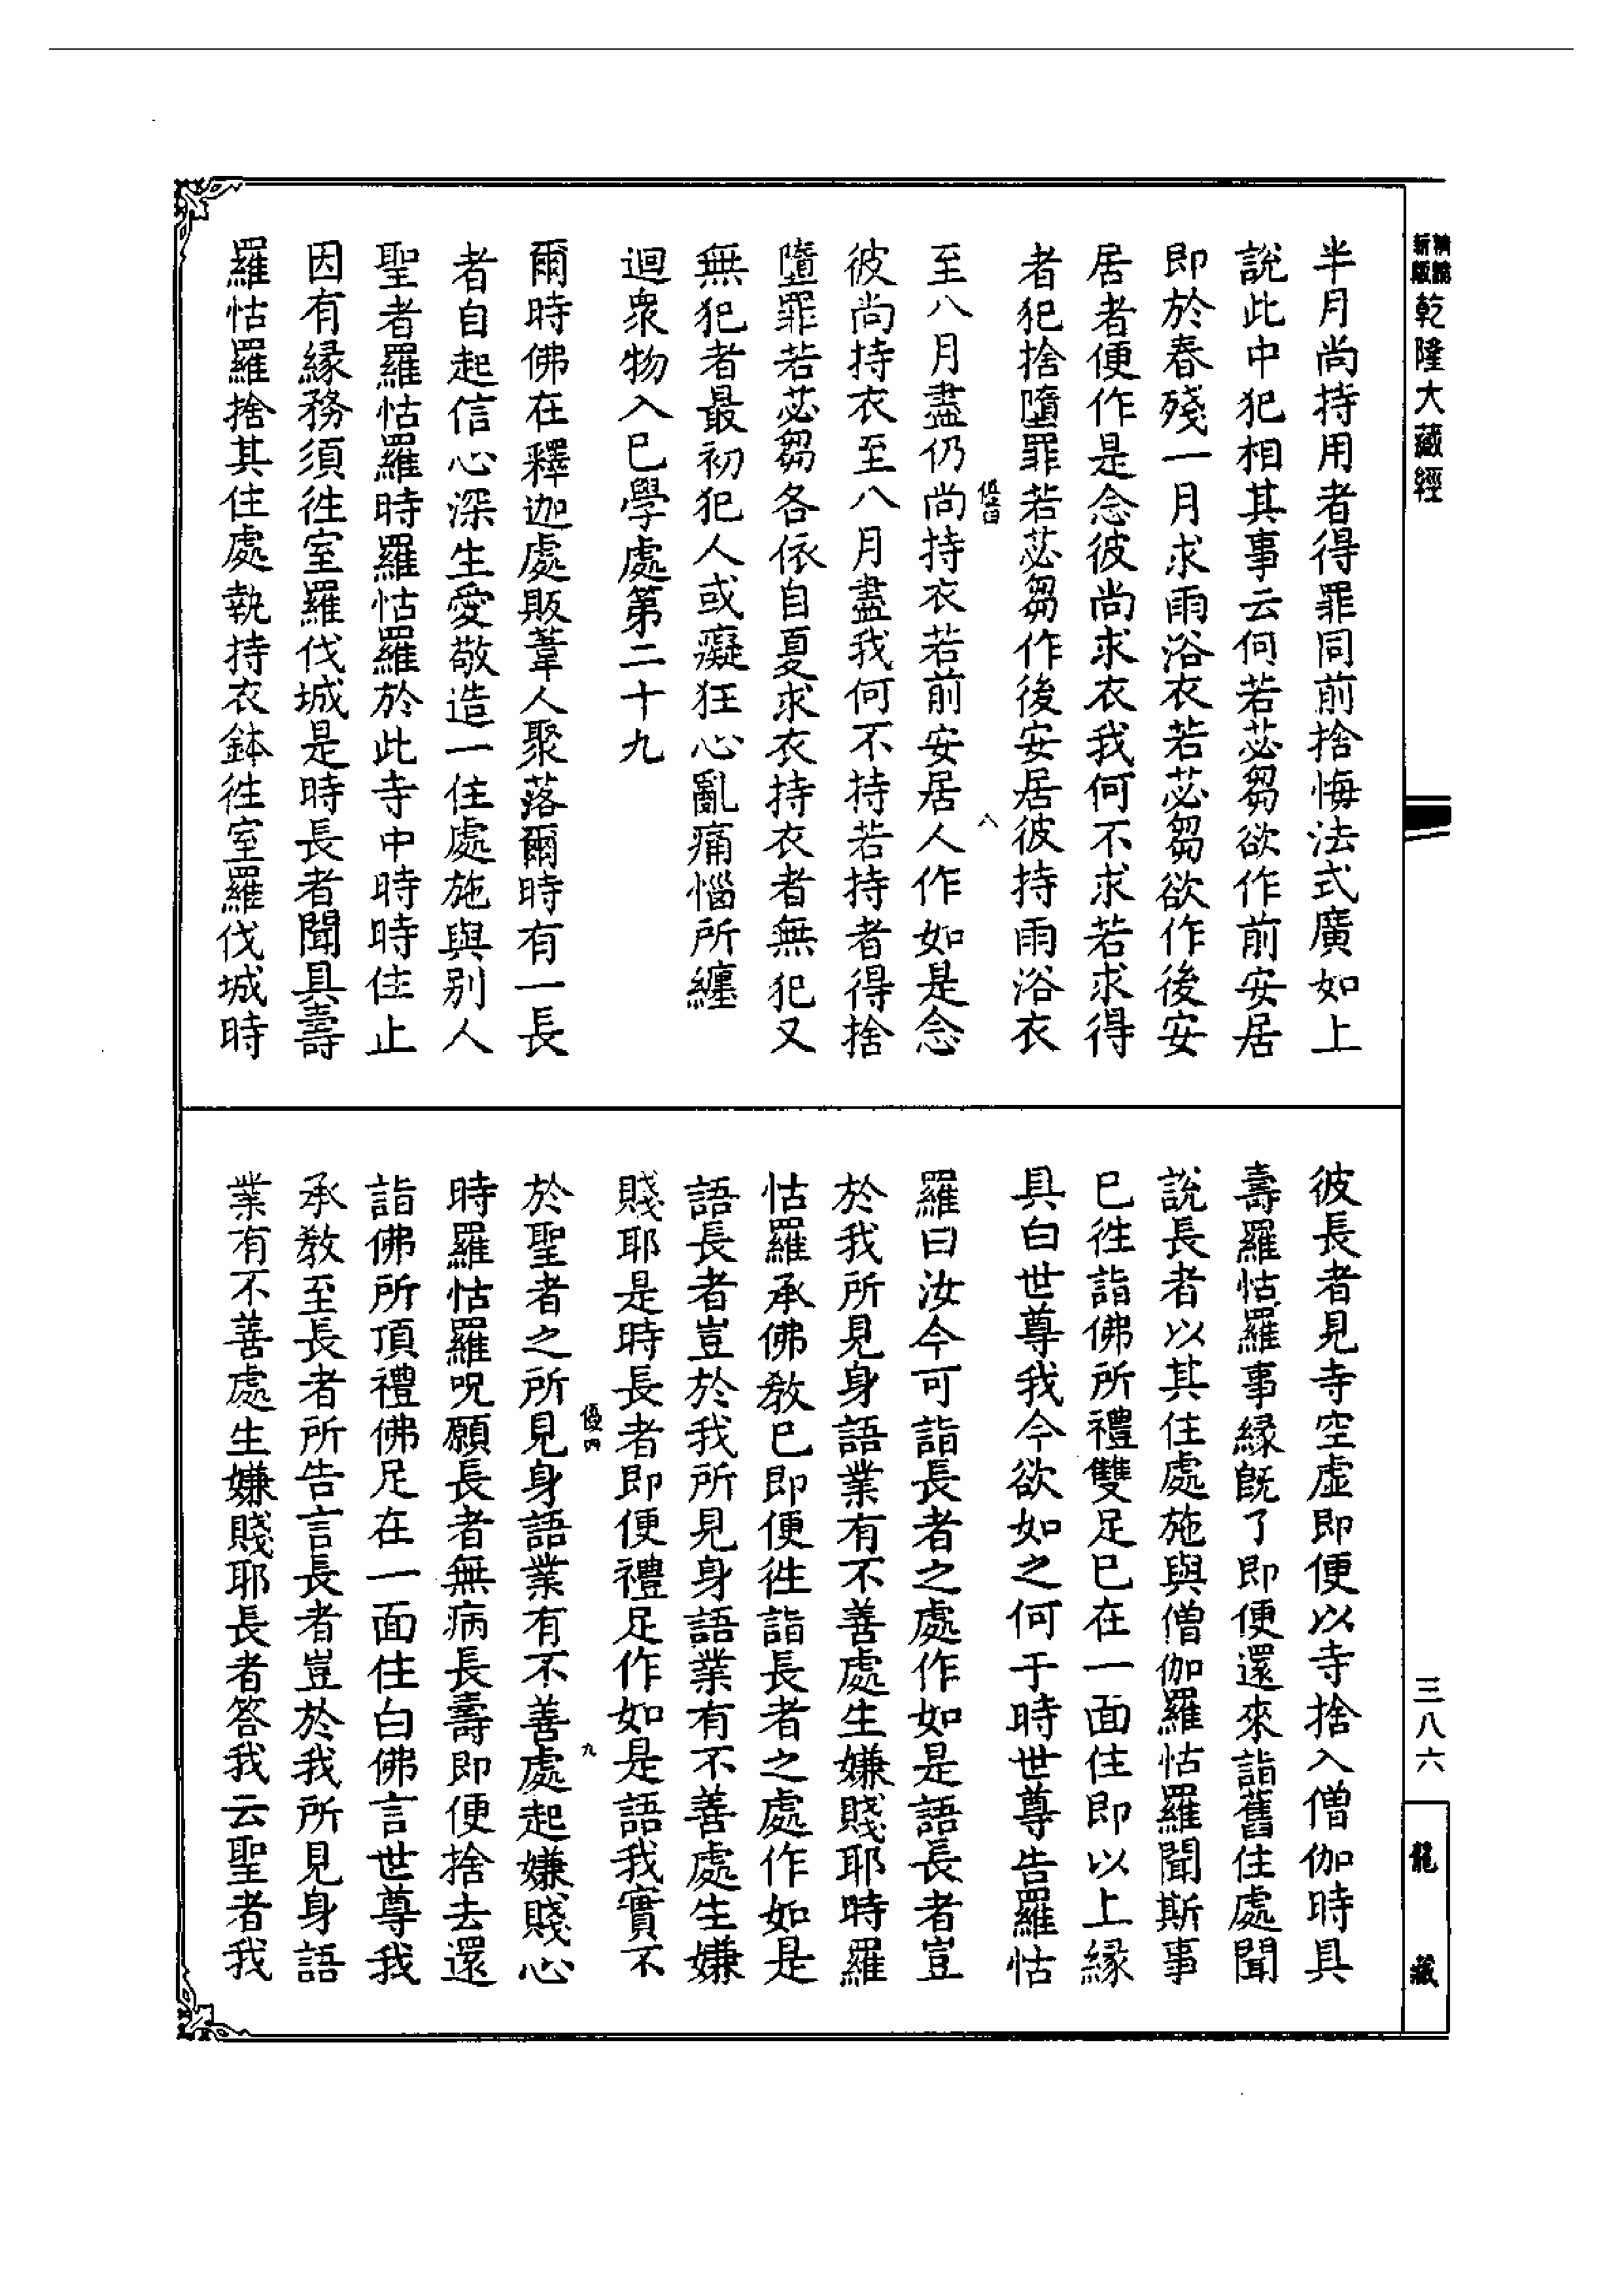 乾隆大藏經
半月尚持用者得罪同前捨悔法式廣如上
說此中犯相其事云何若苾芻欲作前安居
即於春殘一月求雨浴衣若苾芻欲作後安
居者便作是念彼尚求衣我何不求若求得
者犯捨墮罪若苾芻作後安居彼持雨浴衣
八
至八月盡仍尚持衣若前安居人作如是念
彼尚持衣至八月盡我何不持若持者得捨
墮罪若苾芻各依自夏求衣持衣者無犯又
無犯者最初犯人或癡狂心亂痛惱所纏
迴衆物入巳學處第二十九
爾時佛在釋迦處販葦人聚落爾時有一長
者自起信心深生愛敬造一住處施與別人
聖者羅怙羅時羅怙羅於此寺中時時住止
因有緣務須徃室羅伐城是時長者聞具壽
羅怙羅捨其住處執持衣鉢徃室羅伐城時
彼長者見寺空虛即便以寺捨入僧伽時具
壽羅怙羅事緣旣了即便還來詣舊住處聞
說長者以其住處施與僧伽羅怙羅聞斯事
巳徃詣佛所禮雙足巳在一面住即以上緣
具白世尊我今欲如之何于時世尊告羅怙
羅曰汝今可詣長者之處作如是語長者豈
於我所見身語業有不善處生嫌賤耶時羅
怙羅承佛教巳即便徃詣長者之處作如是
語長者豈於我所見身語業有不善處生嫌
賤耶是時長者即便禮足作如是語我實不
優四
九
於聖者之所見身語業有不善處起嫌賤心
時羅怙羅呪願長者無病長壽即便捨去還
詣佛所頂禮佛足在一面住白佛言世尊我
承教至長者所告言長者豈於我所見身語
業有不善處生嫌賤耶長者答我云聖者我
三八六
龍藏